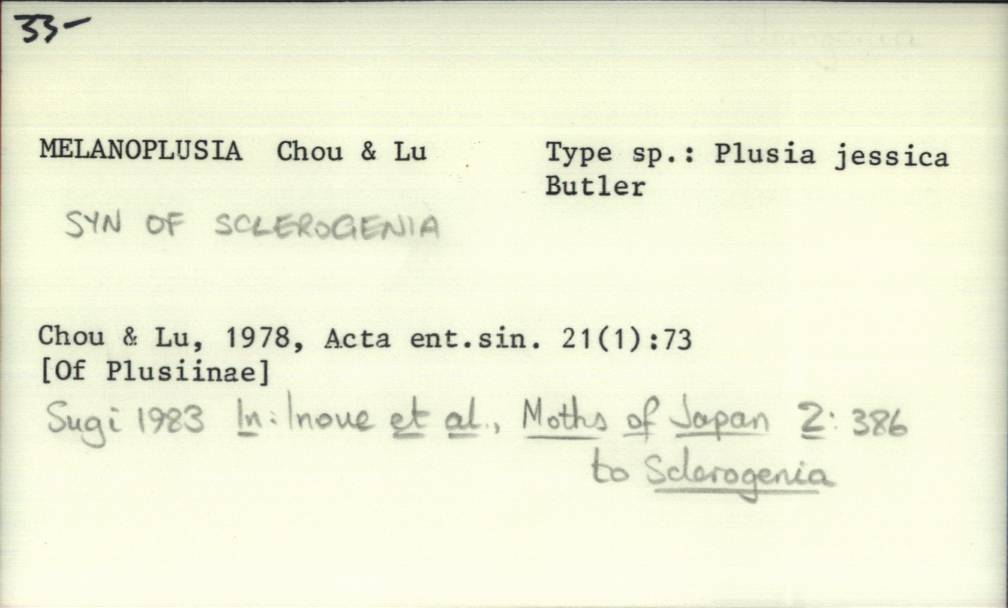 33-
MELANOPLUSIA Chou & Lu
Type sp.: Plusia jessica
Butler
SYN OF SCLEROGENIA
Chou & Lu, 1978, Acta ent.sin. 21(1):73
[Of Plusiinae]
Sugi 1983 In: Inoue et al., Moths of Japan 2: 386
to Sclerogenia